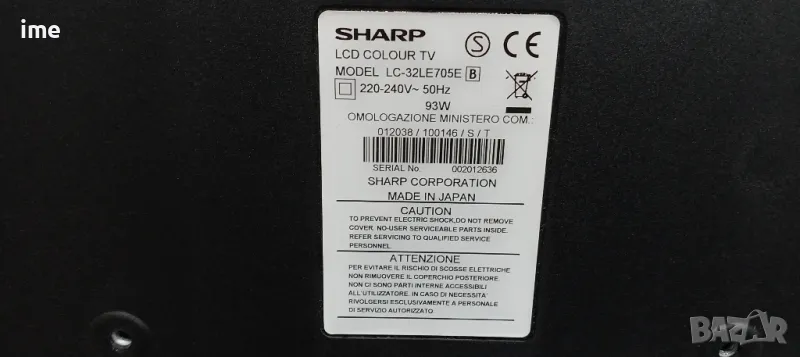 ime
SHARP
LCD COLOUR TV
MODEL LC-32LE705E B
220-240V~ 50Hz
93W
S
CE
OMOLOGAZIONE MINISTERO COM.:
012038 / 100146 / S / T
SERIAL No. 002012636
SHARP CORPORATION
MADE IN JAPAN
CAUTION
TO PREVENT ELECTRIC SHOCK,DO NOT REMOVE
COVER. NO-USER SERVICEABLE PARTS INSIDE.
REFER SERVICING TO QUALIFIED SERVICE
PERSONNEL.
ATTENZIONE
PER EVITARE IL RISCHIO DI SCOSSE ELETTRICHE
NON RIMUOVERE IL COPERCHIO POSTERIORE.
NON CI SONO PARTI INTERNE ACCESSIBILI
ALL'UTILIZZATORE. IN CASO DI NECESSITA'
RIVOLGERSI ESCLUSIVAMENTE A PERSONALE
DI SERVIZIO AUTORIZZATO.
BAZAR